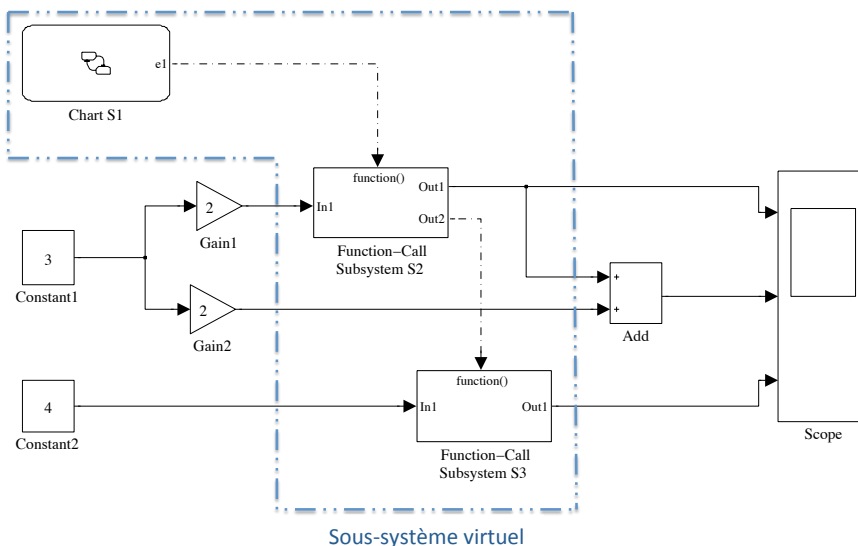 e1
Chart S1
function()
In1
Out1
Out2
Function−Call
Subsystem S2
2
Gain1
3
Constant1
2
Gain2
+
+
Add
4
Constant2
function()
In1
Out1
Function−Call
Subsystem S3
Scope
Sous-système virtuel